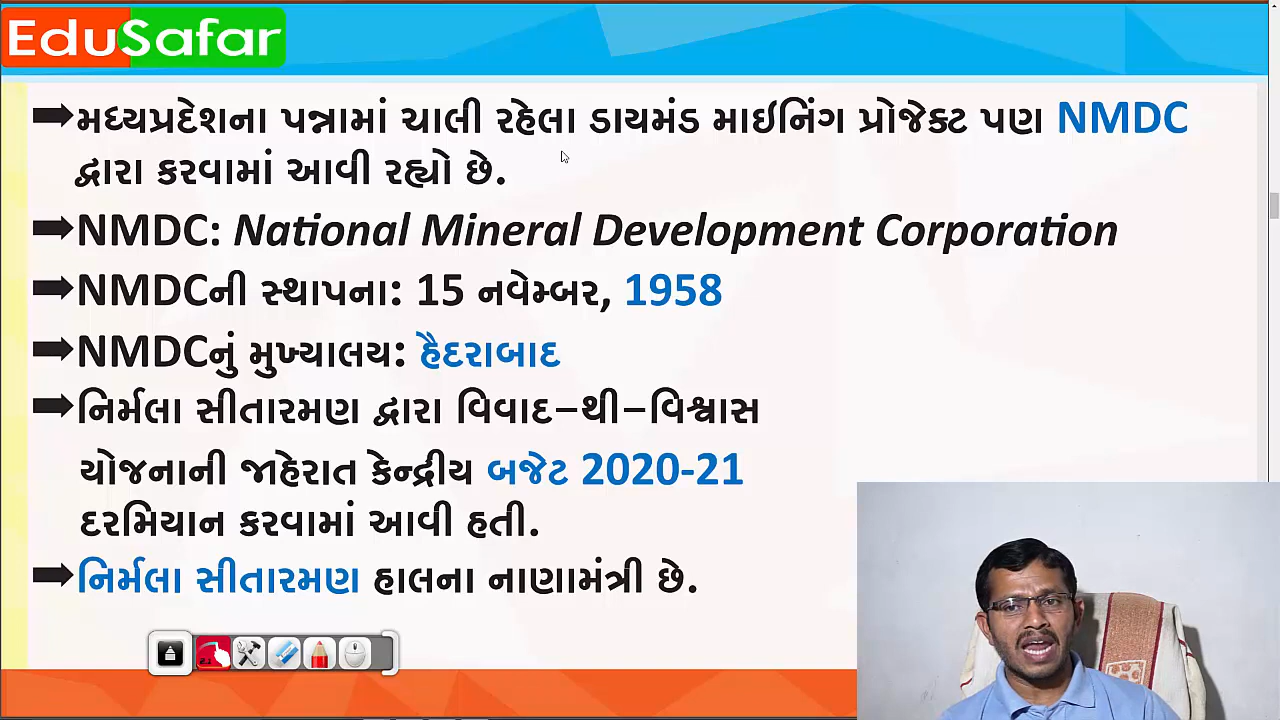 EduSafar
➡મધ્યપ્રદેશના પન્નામાં ચાલી રહેલા ડાયમંડ માઇનિંગ પ્રોજેક્ટ પણ NMDC
દ્વારા કરવામાં આવી રહ્યો છે.
➡NMDC: National Mineral Development Corporation
➡NMDCની સ્થાપના: 15 નવેમ્બર, 1958
➡NMDCનું મુખ્યાલય: હૈદરાબાદ
➡નિર્મલા સીતારમણ દ્વારા વિવાદ–થી–વિશ્વાસ
યોજનાની જાહેરાત કેન્દ્રીય બજેટ 2020-21
દરમિયાન કરવામાં આવી હતી.
➡નિર્મલા સીતારમણ હાલના નાણામંત્રી છે.